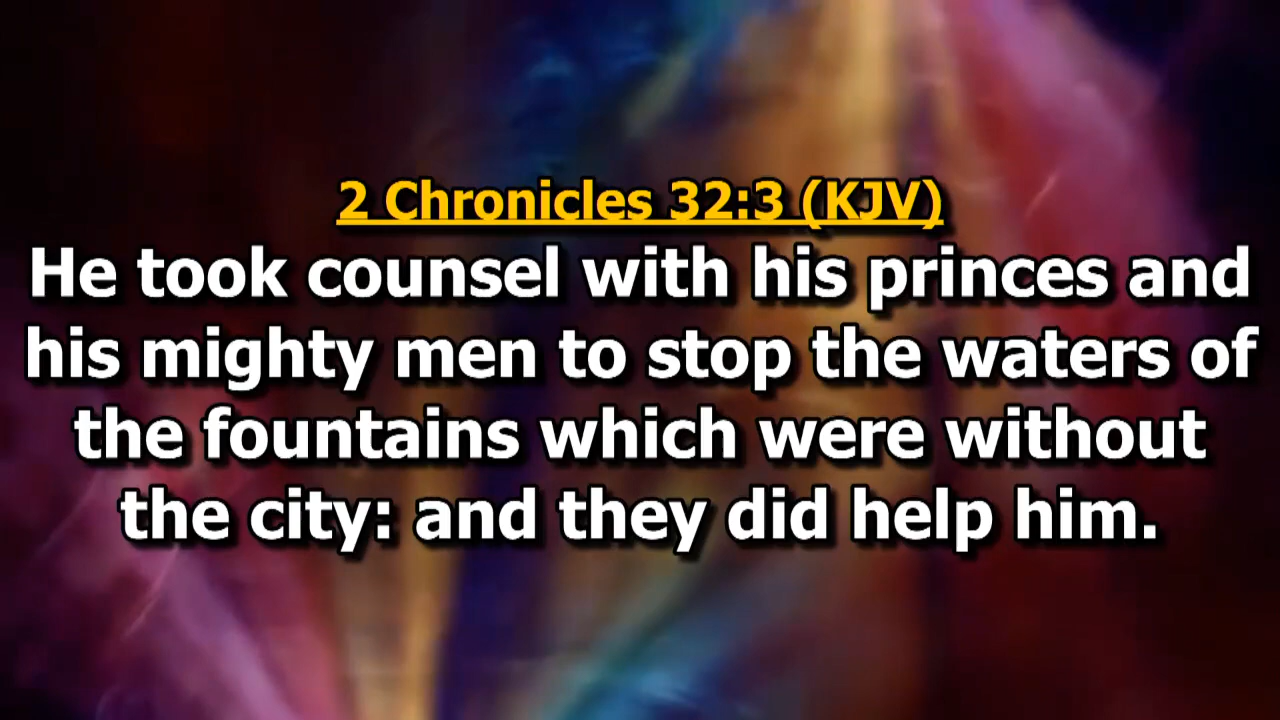 2 Chronicles 32:3 (KJV)
He took counsel with his princes and
his mighty men to stop the waters of
the fountains which were without
the city: and they did help him.